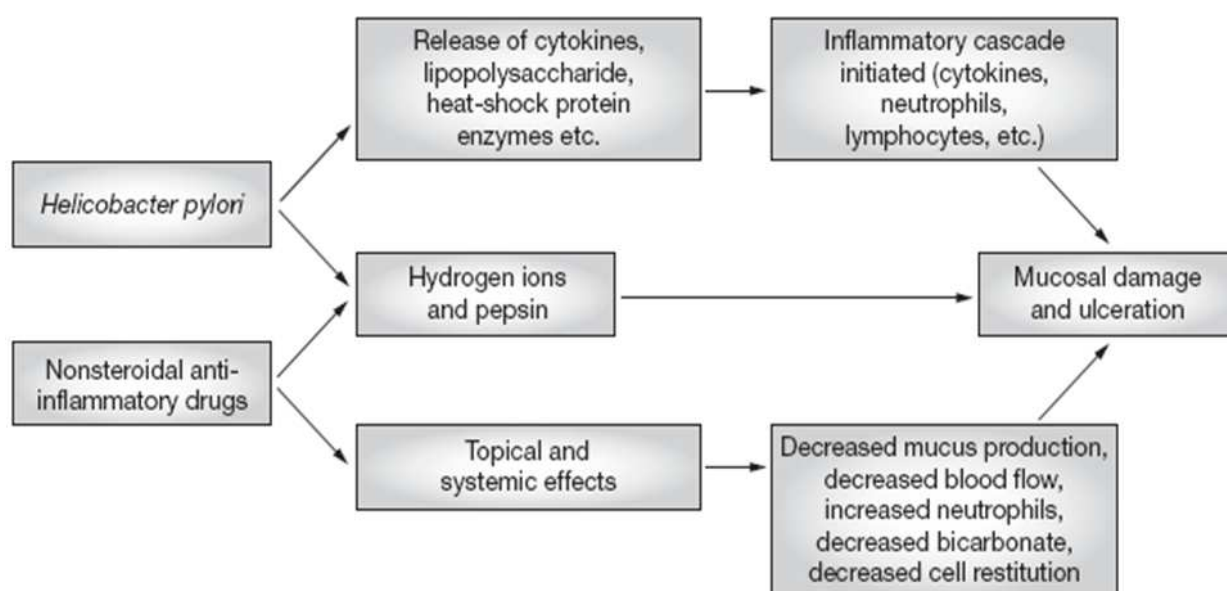 Release of cytokines,
lipopolysaccharide,
heat-shock protein
enzymes etc.
Inflammatory cascade
initiated (cytokines,
neutrophils,
lymphocytes, etc.)
Helicobacter pylori
Hydrogen ions
and pepsin
Mucosal damage
and ulceration
Nonsteroidal anti-
inflammatory drugs
Topical and
systemic effects
Decreased mucus production,
decreased blood flow,
increased neutrophils,
decreased bicarbonate,
decreased cell restitution